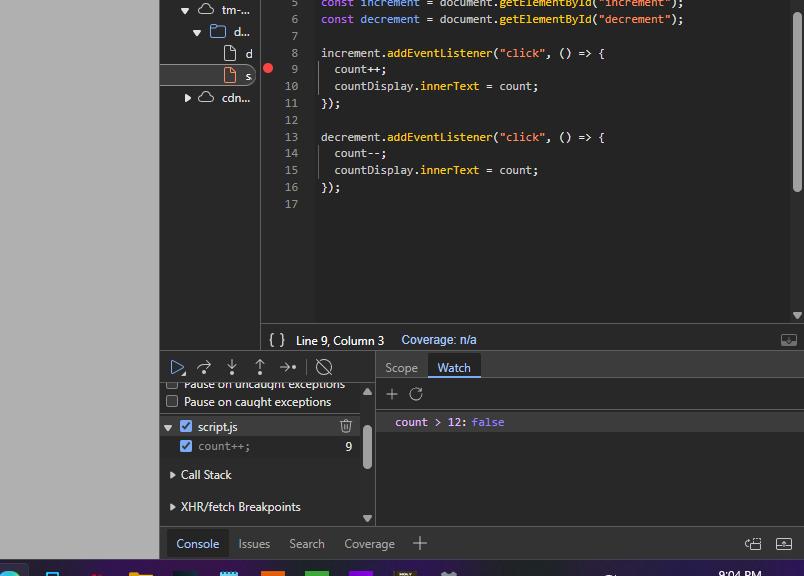 tm-...
d...
d
s
cdn...
5 const increment = document.getElementById("increment");
6 const decrement = document.getElementById("decrement");
7
8 increment.addEventListener("click", () => {
9 count++;
10 countDisplay.innerText = count;
11 });
12
13 decrement.addEventListener("click", () => {
14 count--;
15 countDisplay.innerText = count;
16 });
17
{ } Line 9, Column 3 Coverage: n/a
Scope Watch
Pause on uncaught exceptions
Pause on caught exceptions
script.js
count++; 9
Call Stack
XHR/fetch Breakpoints
count > 12: false
Console Issues Search Coverage
9:04 PM